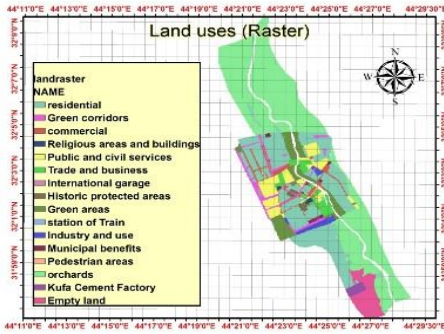 44°11'0"E 44°13'0"E 44°15'0"E 44°17'0"E 44°19'0"E 44°21'0"E 44°23'0"E 44°25'0"E 44°27'0"E 44°29'30"E
Land uses (Raster)
N
W E
S
landraster
NAME
residential
Green corridors
commercial
Religious areas and buildings
Public and civil services
Trade and business
International garage
Historic protected areas
Green areas
station of Train
Industry and use
Municipal benefits
Pedestrian areas
orchards
Kufa Cement Factory
Empty land
44°11'0"E 44°13'0"E 44°15'0"E 44°17'0"E 44°19'0"E 44°21'0"E 44°23'0"E 44°25'0"E 44°27'0"E 44°29'30"E